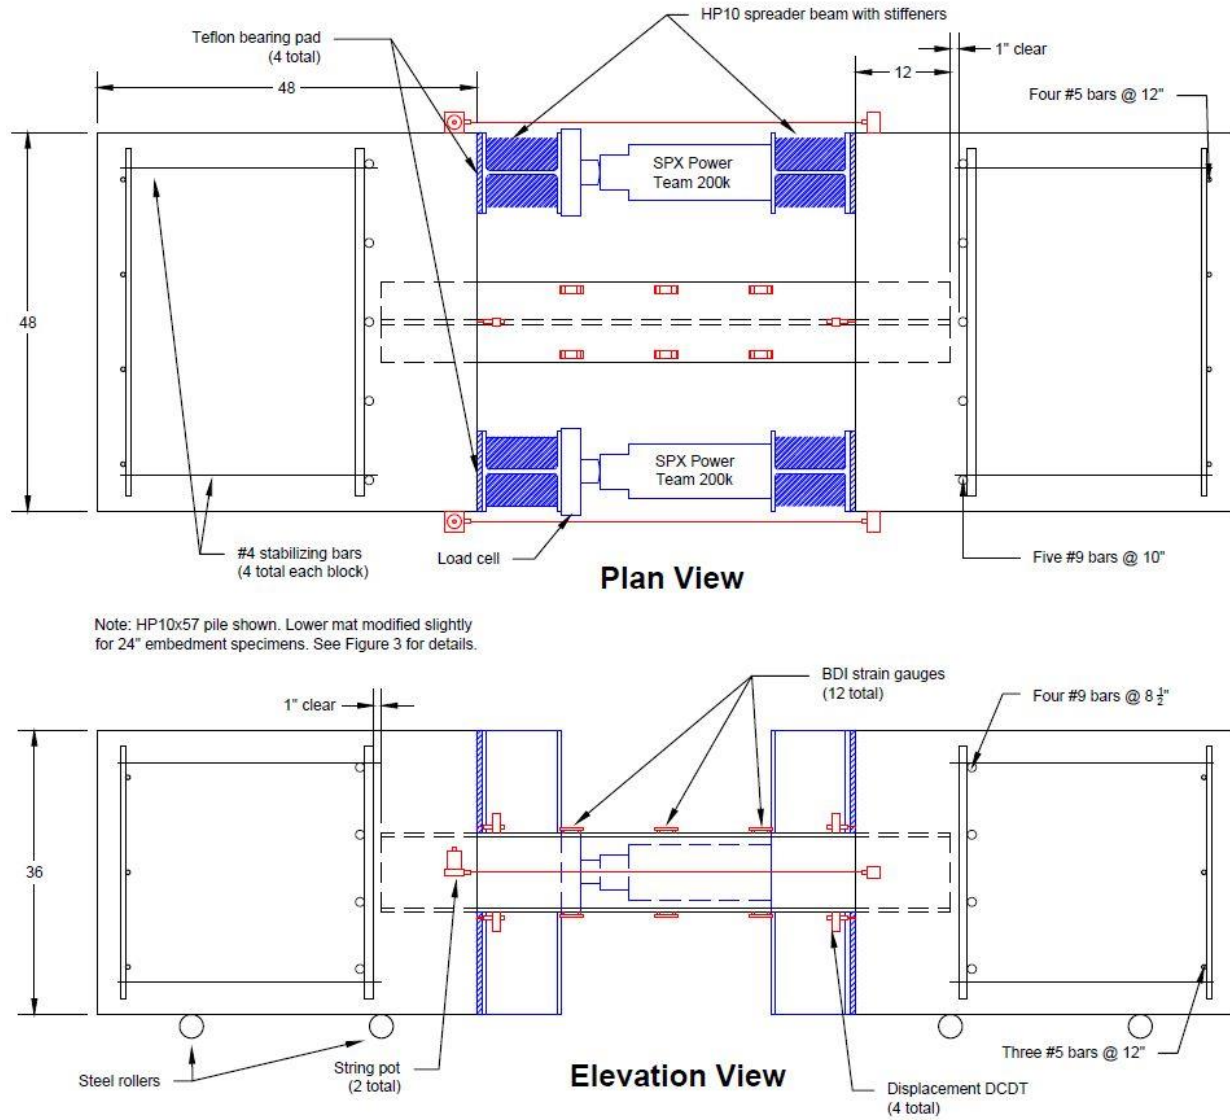 HP10 spreader beam with stiffeners
Teflon bearing pad
(4 total)
1" clear
48
12
Four #5 bars @ 12"
SPX Power
Team 200k
48
SPX Power
Team 200k
#4 stabilizing bars
(4 total each block)
Load cell
Five #9 bars @ 10"
Plan View
Note: HP10x57 pile shown. Lower mat modified slightly
for 24" embedment specimens. See Figure 3 for details.
BDI strain gauges
(12 total)
1" clear
Four #9 bars @ 8 1/2"
36
Steel rollers
String pot
(2 total)
Elevation View
Three #5 bars @ 12"
Displacement DCDT
(4 total)